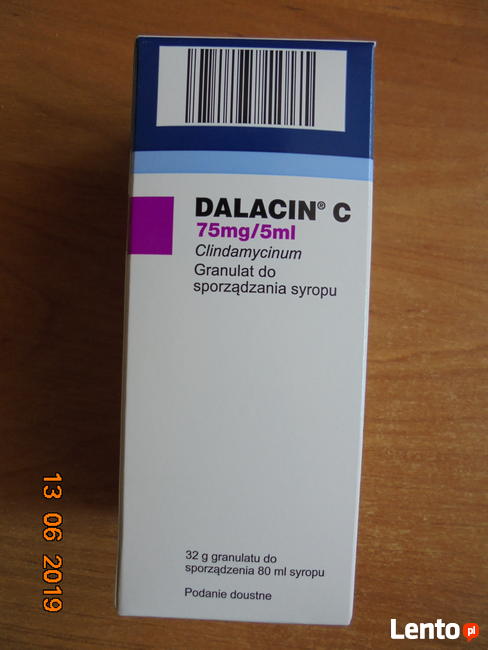 DALACIN® C
75mg/5ml
Clindamycinum
Granulat do
sporządzania syropu
32 g granulatu do
sporządzenia 80 ml syropu
Podanie doustne
13 06 2019
Lento.pl